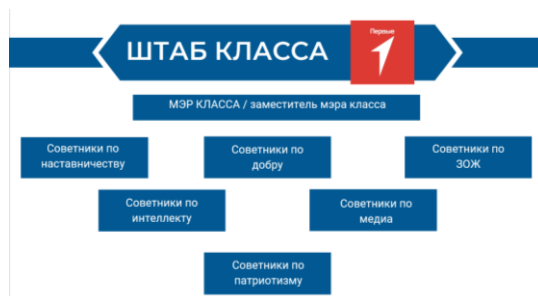 ШТАБ КЛАССА
Первые
МЭР КЛАССА / заместитель мэра класса
Советники по
наставничеству
Советники по
добру
Советники по
ЗОЖ
Советники по
интеллекту
Советники по
медиа
Советники по
патриотизму